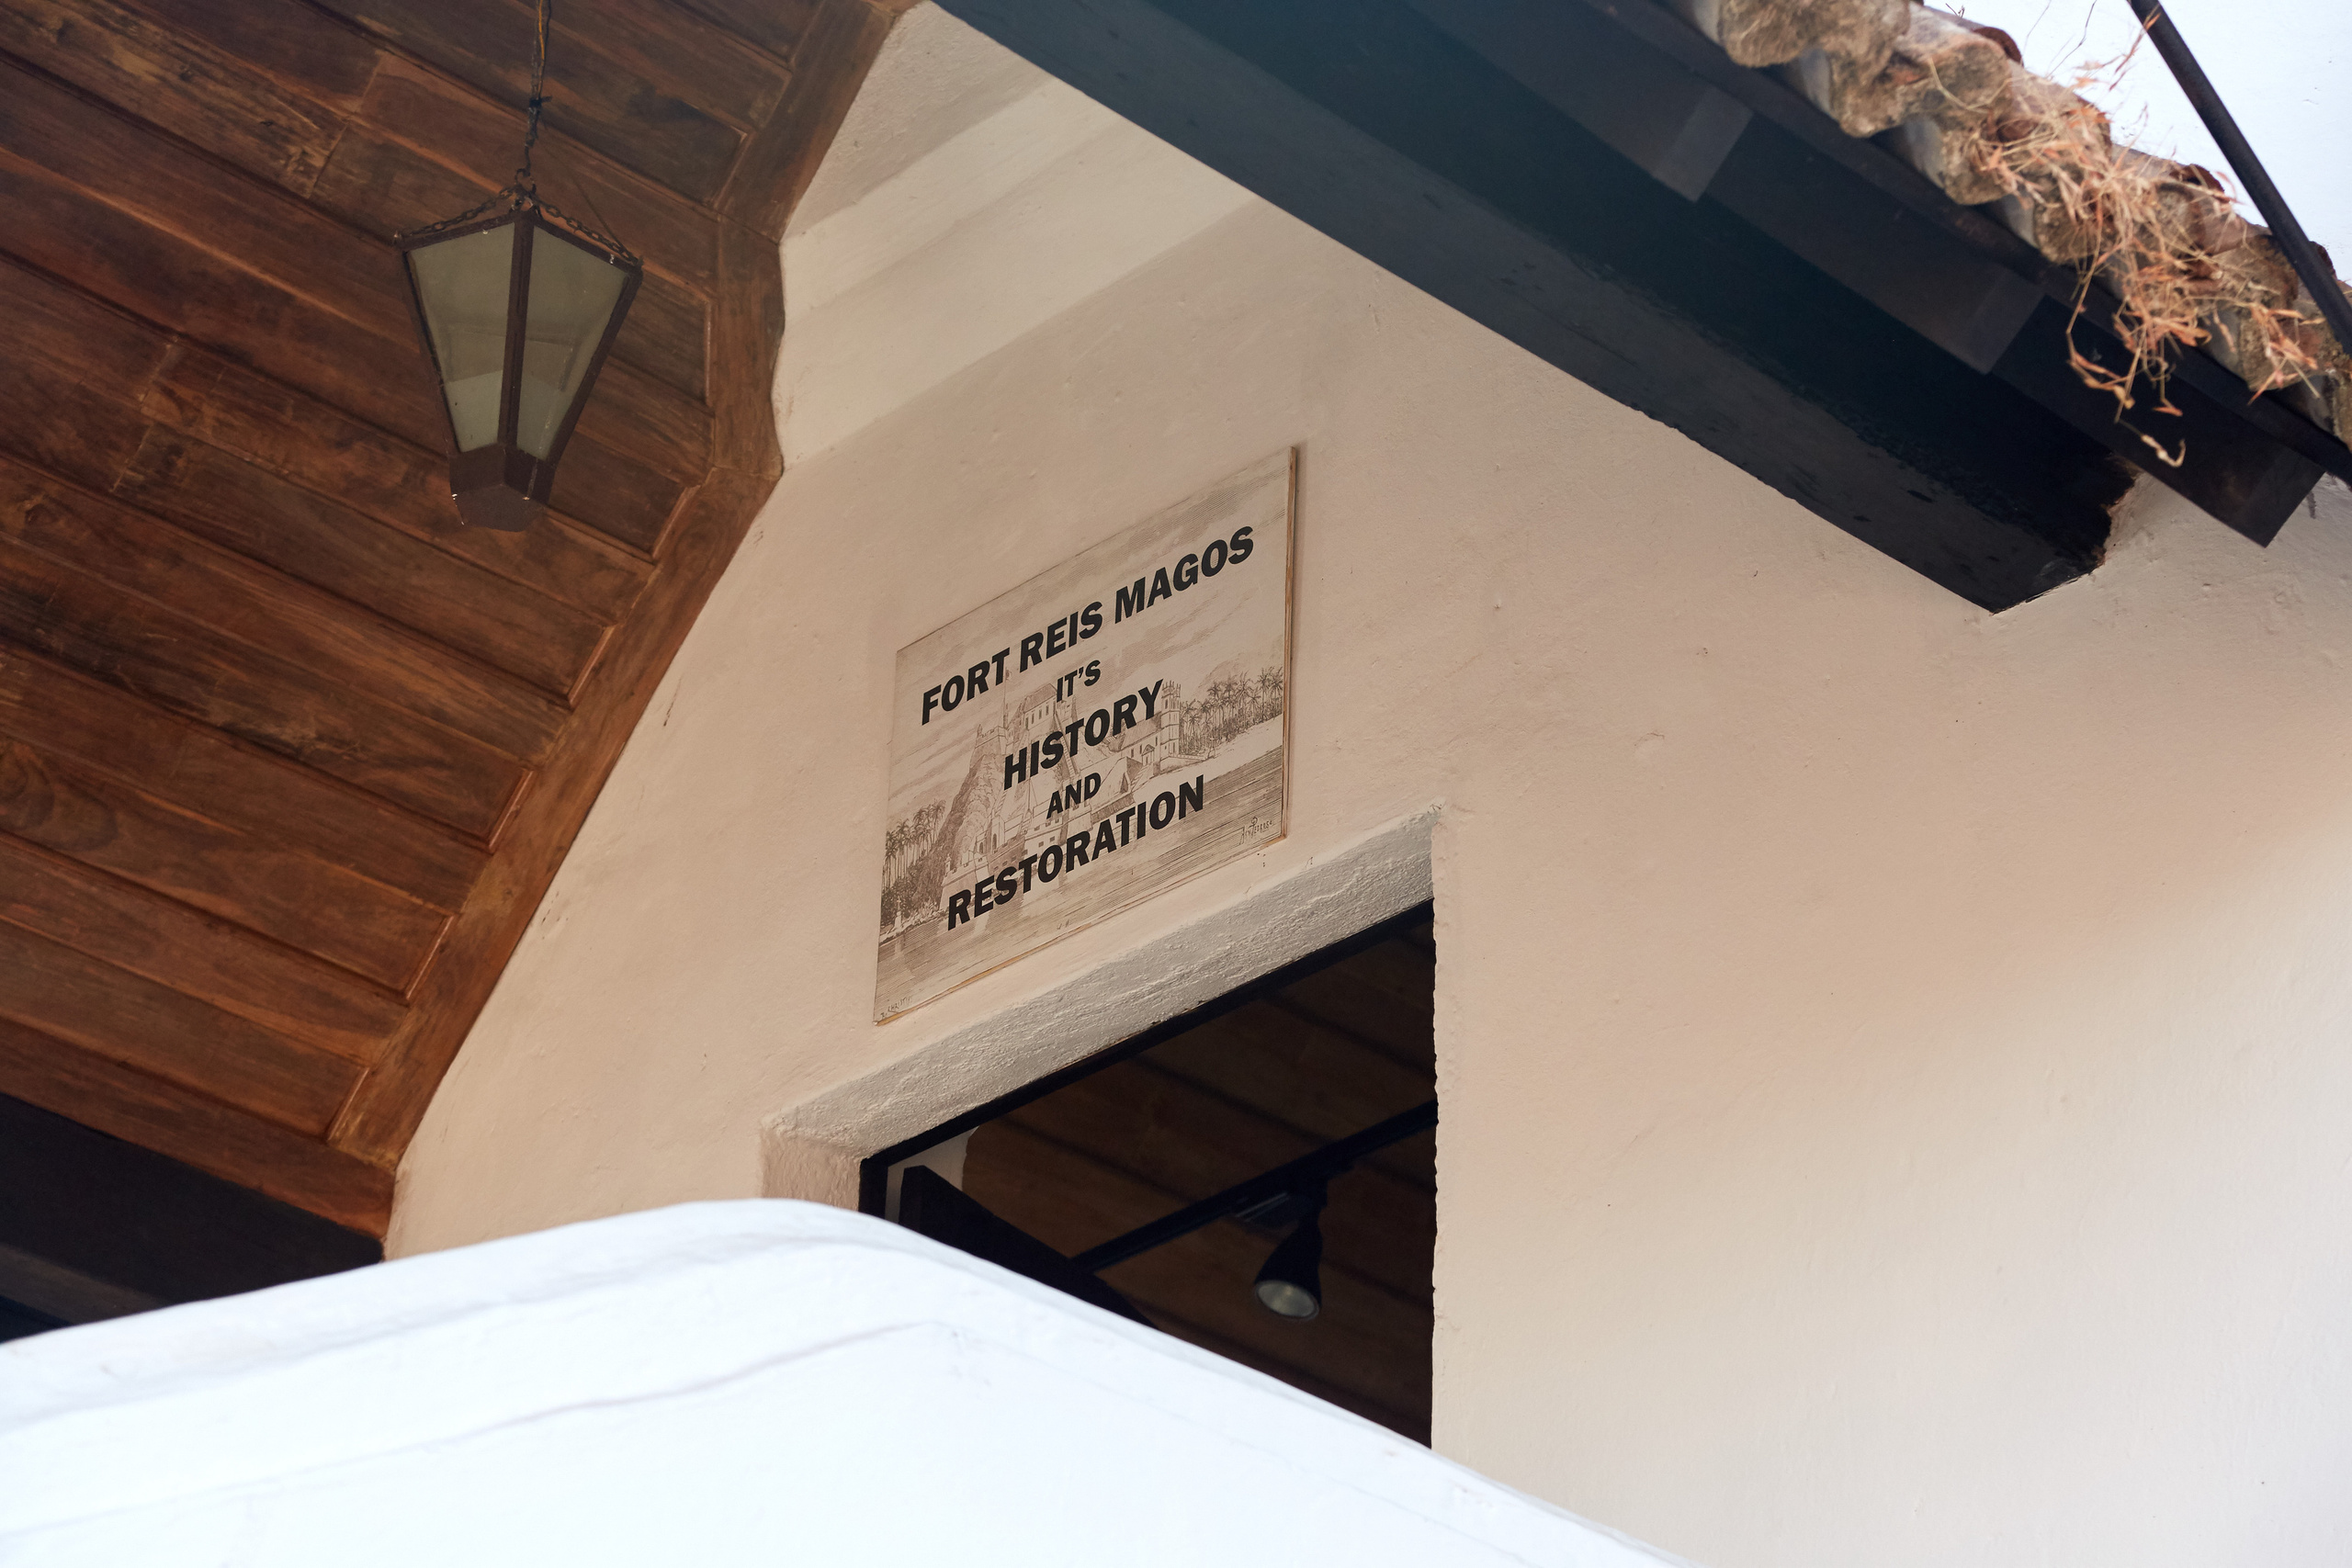 FORT REIS MAGOS
IT'S
HISTORY
AND
RESTORATION